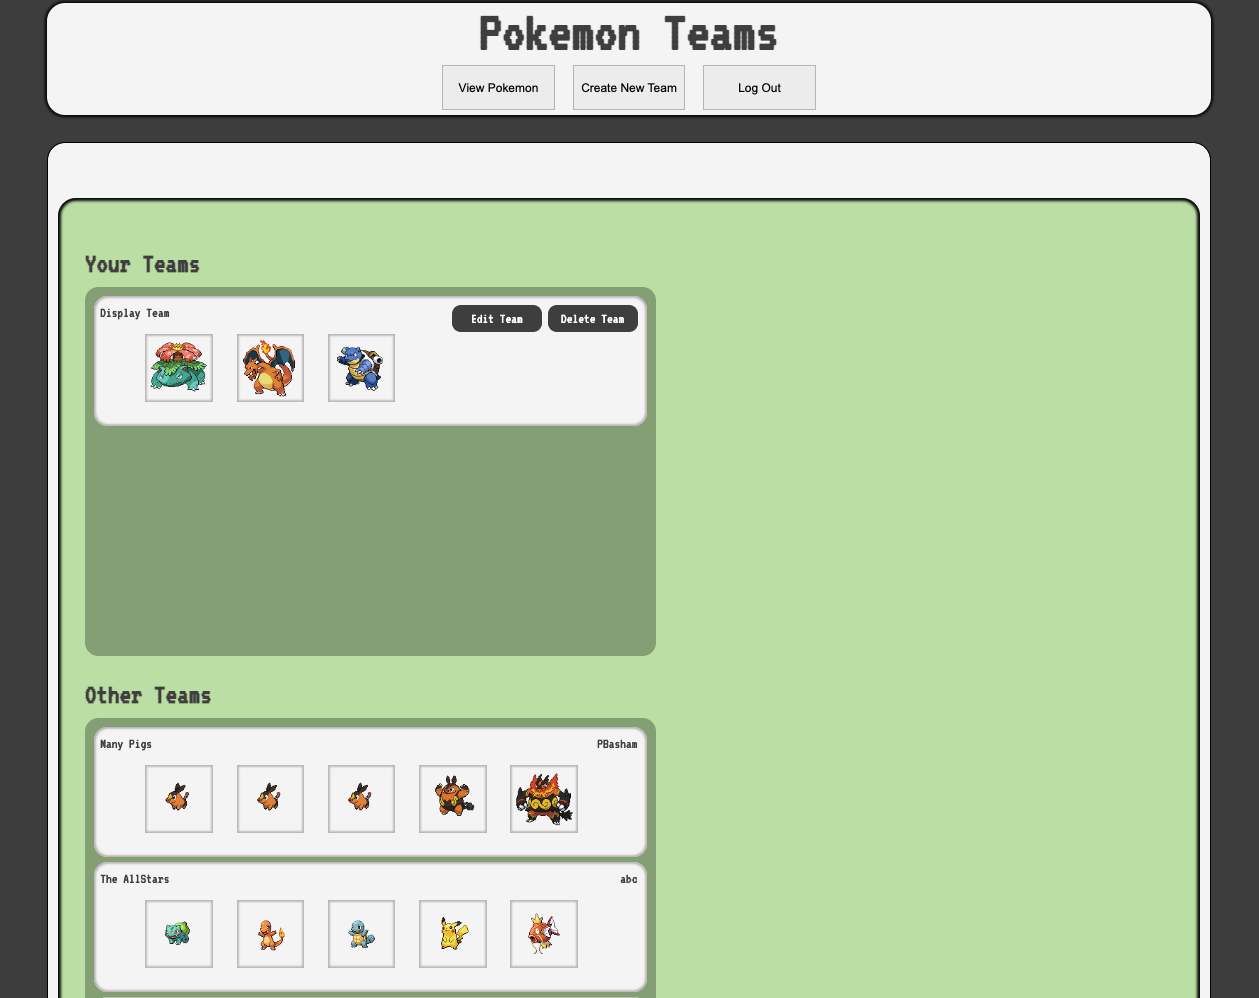 Pokemon Teams
View Pokemon
Create New Team
Log Out
Your Teams
Display Team
Edit Team
Delete Team
Other Teams
Many Pigs
PBasham
The AllStars
abc